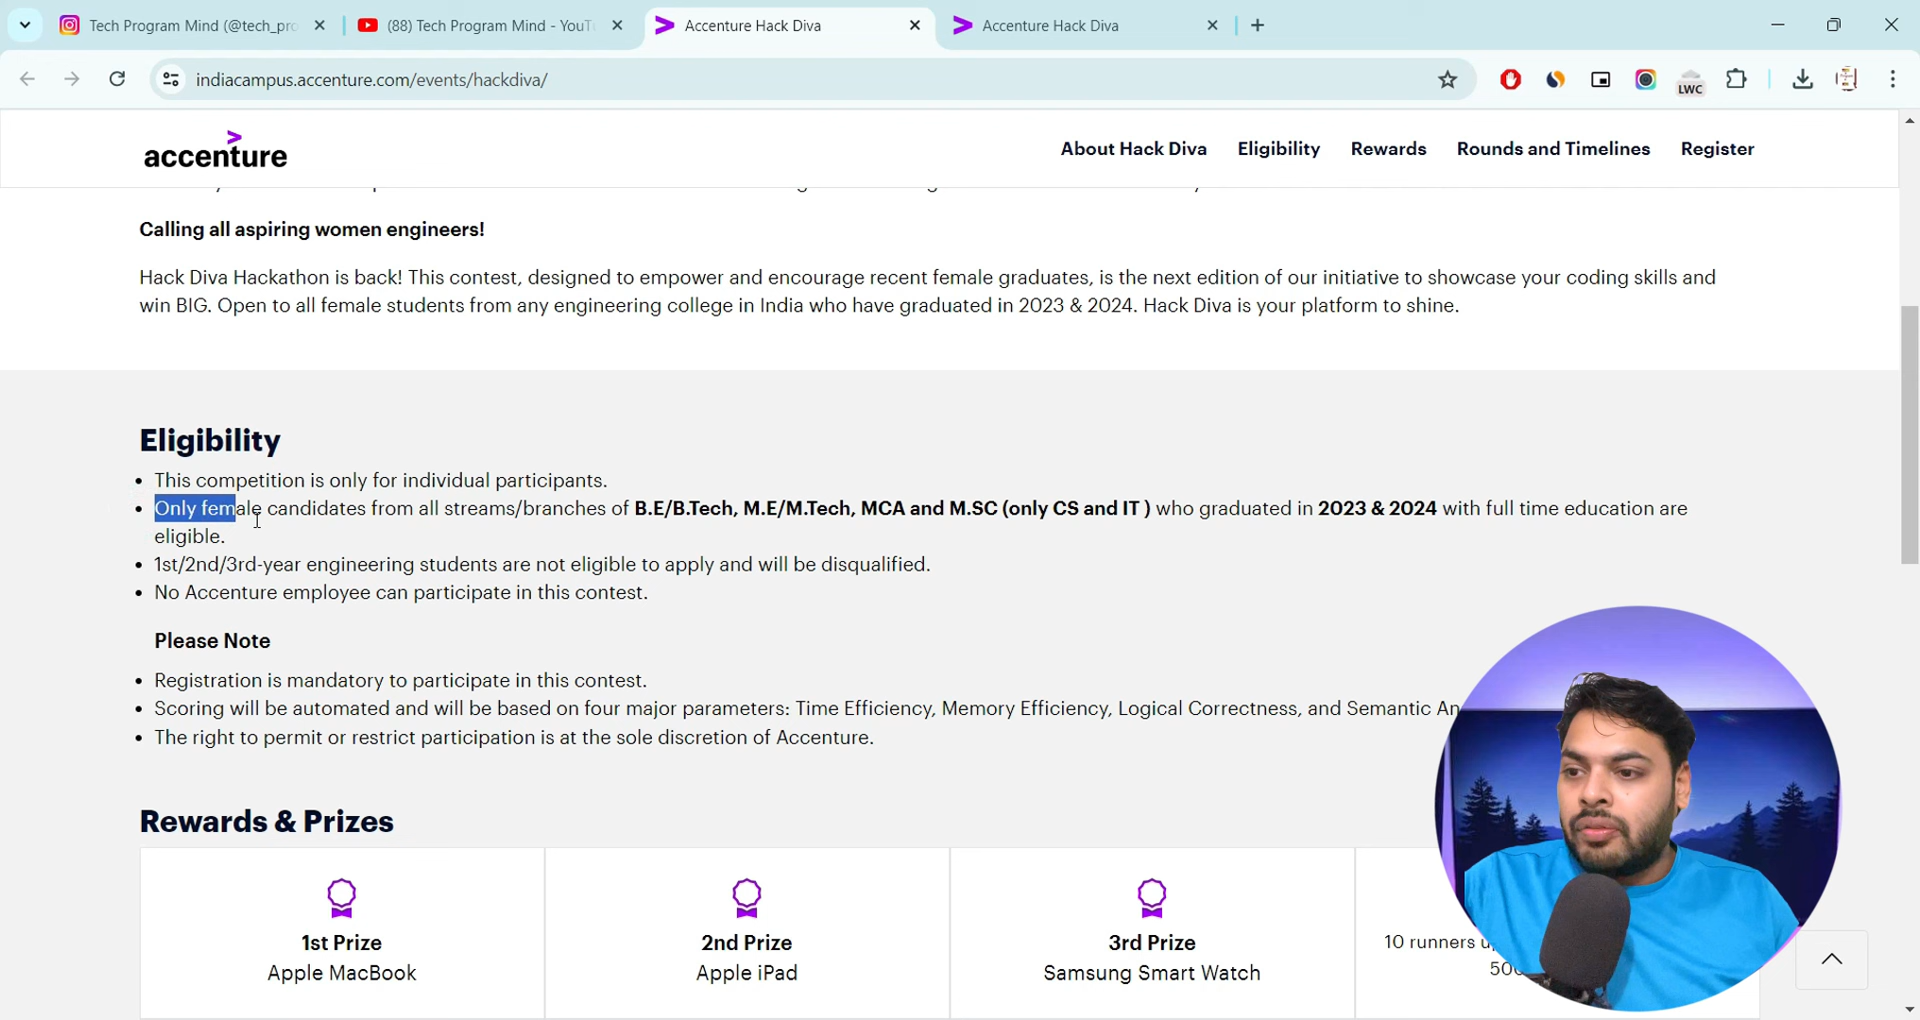 Tech Program Mind (@tech_pro
(88) Tech Program Mind - YouT
Accenture Hack Diva
Accenture Hack Diva
indiacampus.accenture.com/events/hackdiva/
LWC
accenture
About Hack Diva
Eligibility
Rewards
Rounds and Timelines
Register
Calling all aspiring women engineers!
Hack Diva Hackathon is back! This contest, designed to empower and encourage recent female graduates, is the next edition of our initiative to showcase your coding skills and
win BIG. Open to all female students from any engineering college in India who have graduated in 2023 & 2024. Hack Diva is your platform to shine.
Eligibility
• This competition is only for individual participants.
• Only female candidates from all streams/branches of B.E/B.Tech, M.E/M.Tech, MCA and M.SC (only CS and IT ) who graduated in 2023 & 2024 with full time education are
eligible.
• 1st/2nd/3rd-year engineering students are not eligible to apply and will be disqualified.
• No Accenture employee can participate in this contest.
Please Note
• Registration is mandatory to participate in this contest.
• Scoring will be automated and will be based on four major parameters: Time Efficiency, Memory Efficiency, Logical Correctness, and Semantic An
• The right to permit or restrict participation is at the sole discretion of Accenture.
Rewards & Prizes
1st Prize
Apple MacBook
2nd Prize
Apple iPad
3rd Prize
Samsung Smart Watch
10 runners